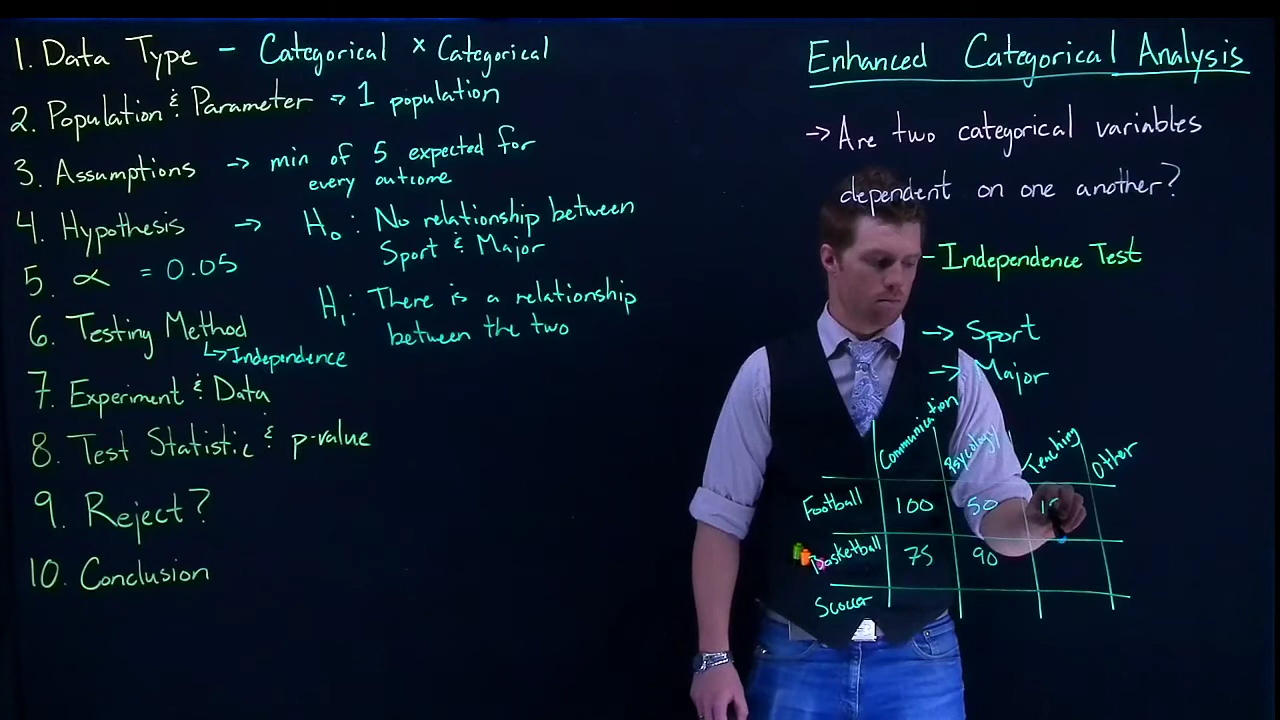 1. Data Type - Categorical × Categorical
2. Population & Parameter → 1 population
3. Assumptions → min of 5 expected for
every outcome
4. Hypothesis → H₀: No relationship between
Sport & Major
5. α = 0.05
H₁: There is a relationship
between the two
6. Testing Method
↳ Independence
7. Experiment & Data
8. Test Statistic & p-value
9. Reject?
10. Conclusion
Enhanced Categorical Analysis
→ Are two categorical variables
dependent on one another?
- Independence Test
→ Sport
→ Major
Communication Psycology Teaching Other
Football 100 50
Basketball 75 90
Scoucer